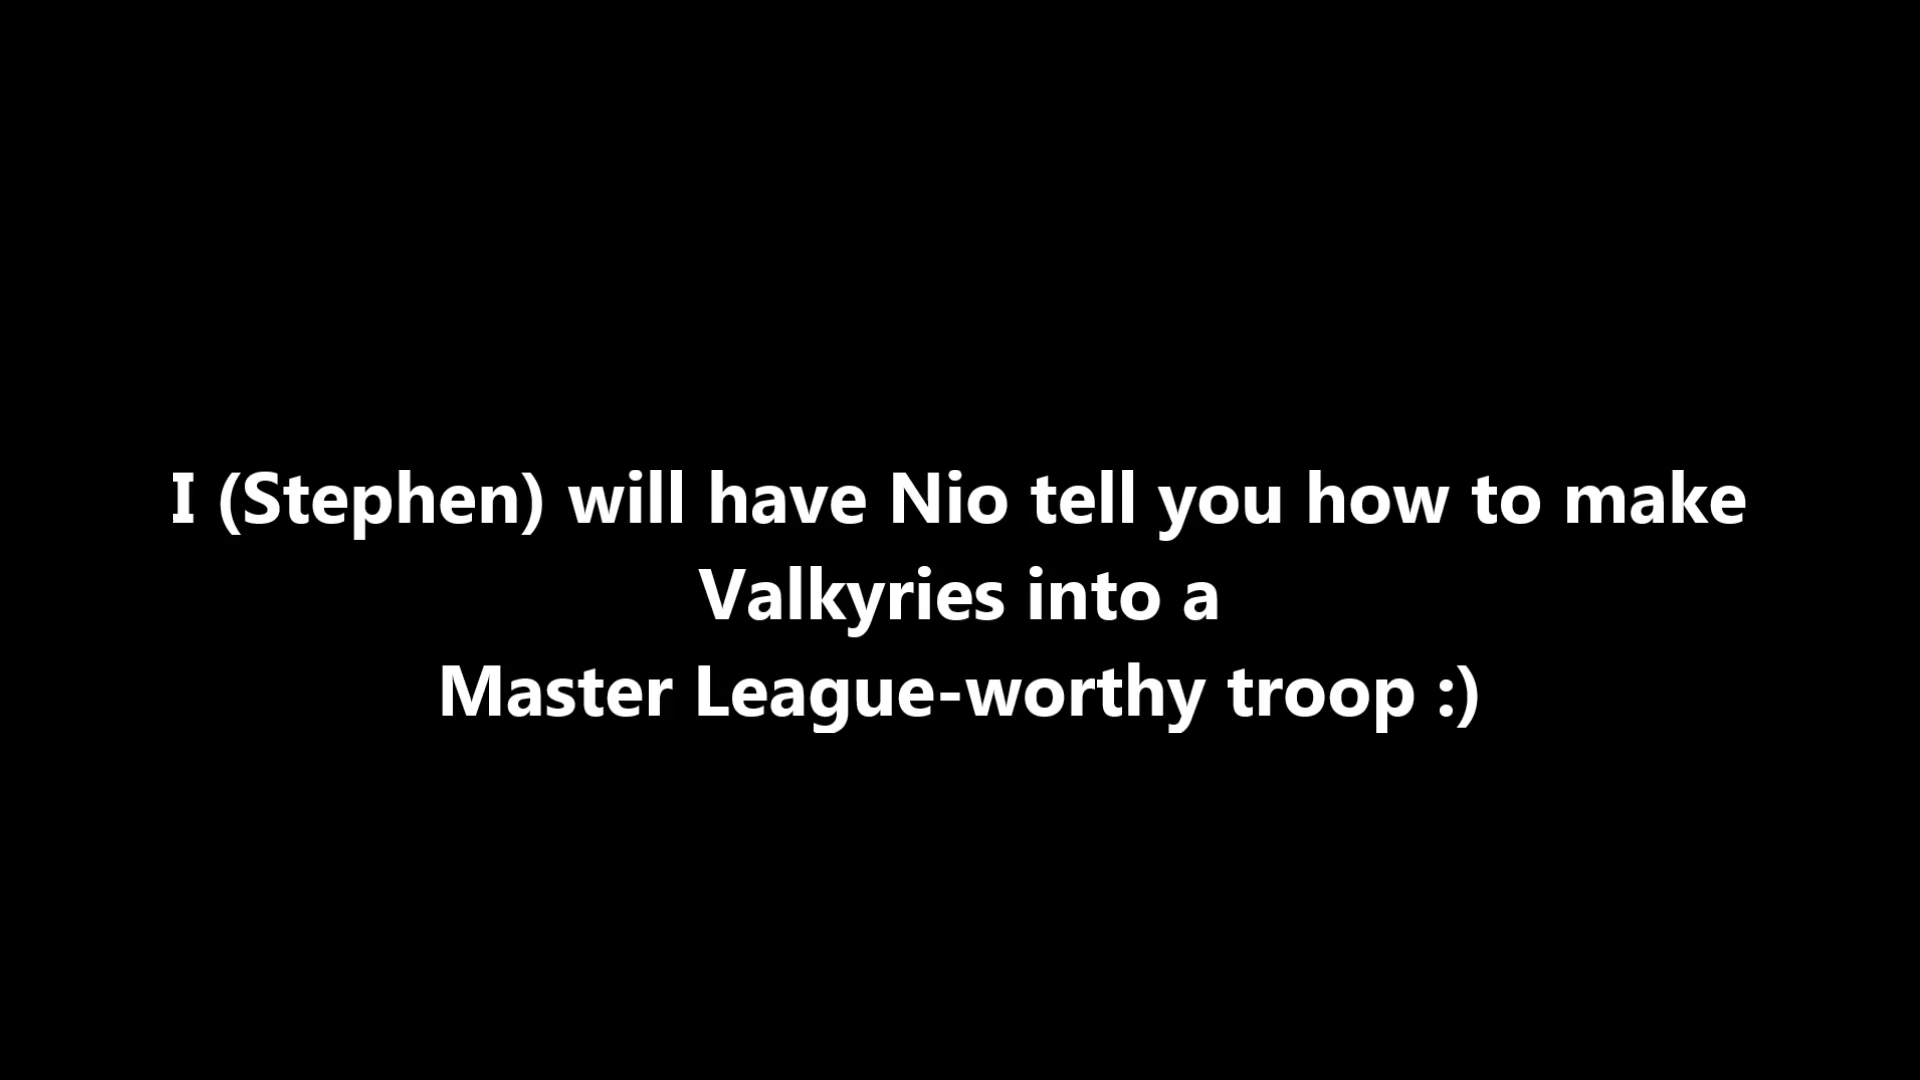 I (Stephen) will have Nio tell you how to make
Valkyries into a
Master League-worthy troop :)